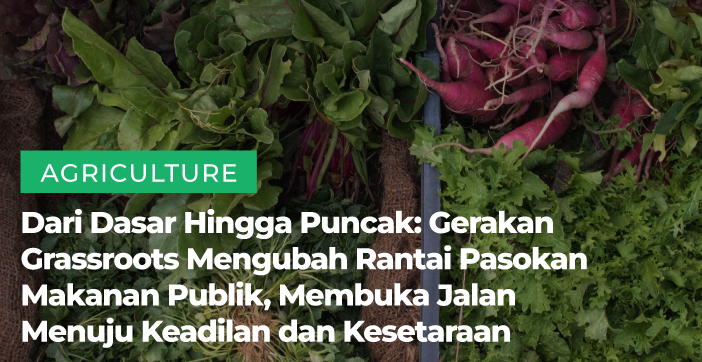 AGRICULTURE
Dari Dasar Hingga Puncak: Gerakan
Grassroots Mengubah Rantai Pasokan
Makanan Publik, Membuka Jalan
Menuju Keadilan dan Kesetaraan